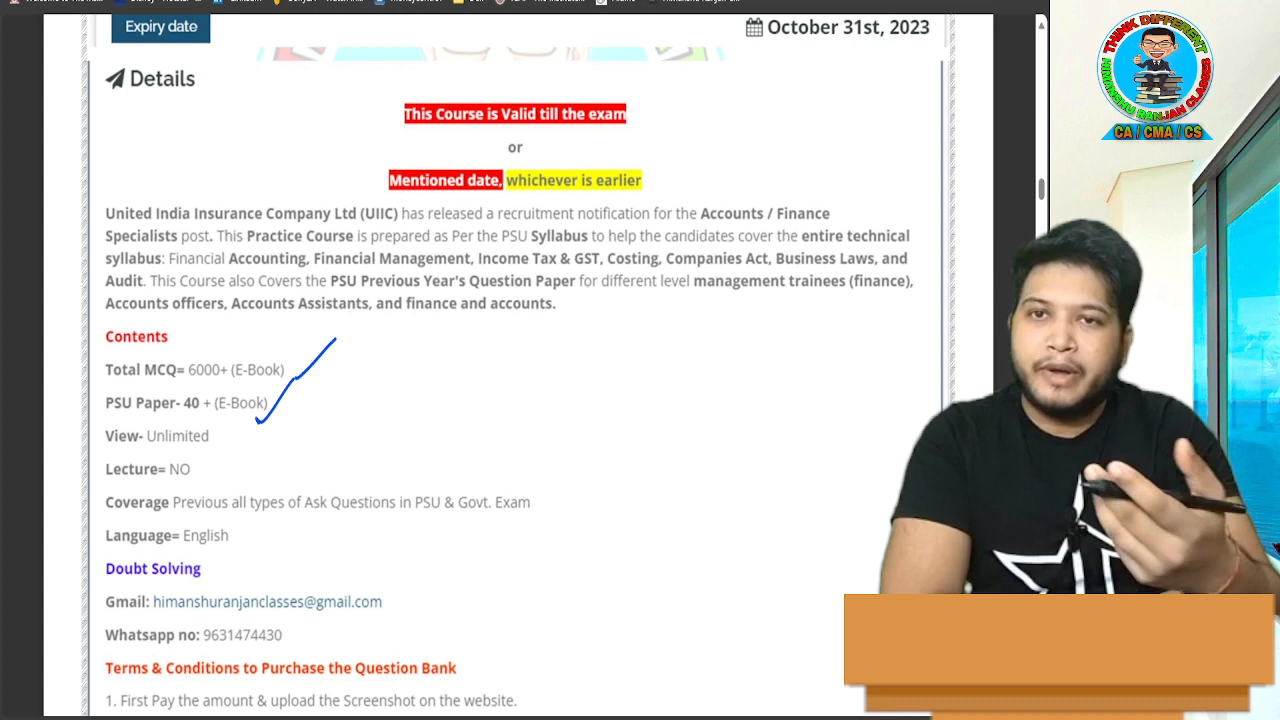 Expiry date
October 31st, 2023
Details
This Course is Valid till the exam
or
Mentioned date, whichever is earlier
United India Insurance Company Ltd (UIIC) has released a recruitment notification for the Accounts / Finance
Specialists post. This Practice Course is prepared as Per the PSU Syllabus to help the candidates cover the entire technical
syllabus: Financial Accounting, Financial Management, Income Tax & GST, Costing, Companies Act, Business Laws, and
Audit. This Course also Covers the PSU Previous Year's Question Paper for different level management trainees (finance),
Accounts officers, Accounts Assistants, and finance and accounts.
Contents
Total MCQ= 6000+ (E-Book)
PSU Paper- 40 + (E-Book)
View- Unlimited
Lecture= NO
Coverage Previous all types of Ask Questions in PSU & Govt. Exam
Language= English
Doubt Solving
Gmail: himanshuranjanclasses@gmail.com
Whatsapp no: 9631474430
Terms & Conditions to Purchase the Question Bank
1. First Pay the amount & upload the Screenshot on the website.
THINK DIFFERENT
HIMANSHU RANJAN CLASSES
CA / CMA / CS